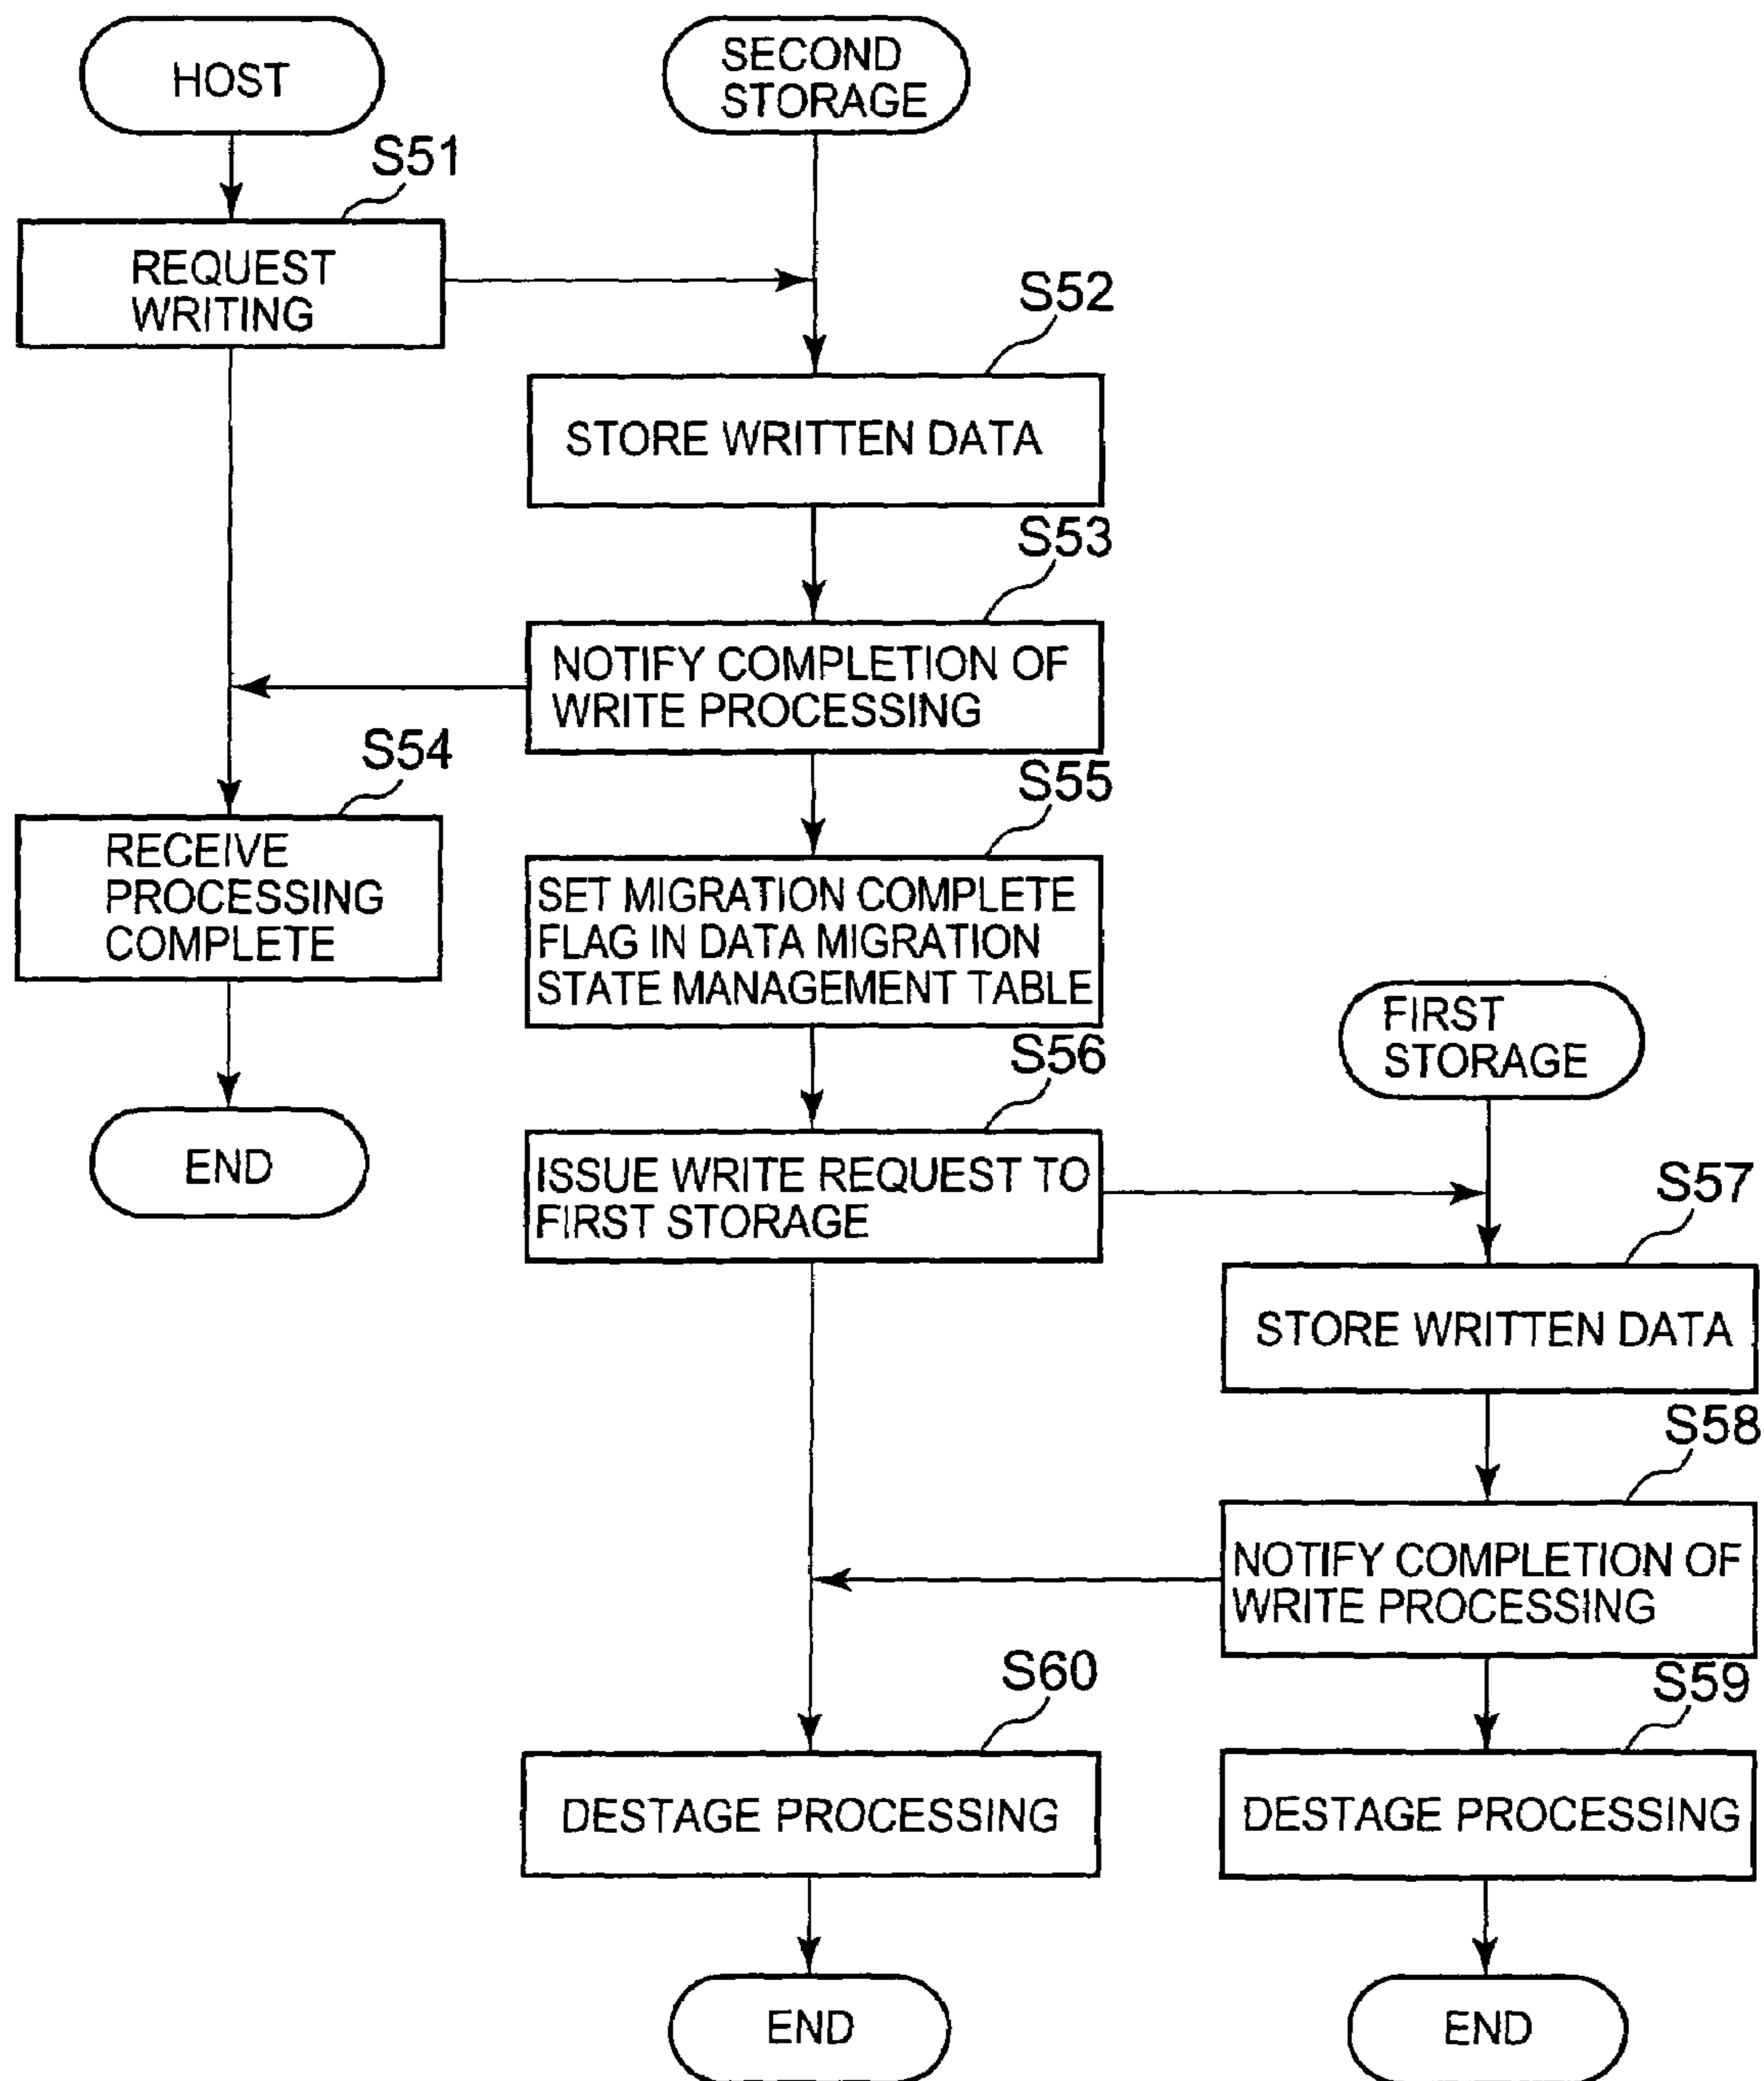 HOST
SECOND
STORAGE
S51
REQUEST
WRITING
S52
STORE WRITTEN DATA
S53
NOTIFY COMPLETION OF
WRITE PROCESSING
S54
RECEIVE
PROCESSING
COMPLETE
S55
SET MIGRATION COMPLETE
FLAG IN DATA MIGRATION
STATE MANAGEMENT TABLE
FIRST
STORAGE
S56
END
ISSUE WRITE REQUEST TO
FIRST STORAGE
S57
STORE WRITTEN DATA
S58
NOTIFY COMPLETION OF
WRITE PROCESSING
S60
S59
DESTAGE PROCESSING
DESTAGE PROCESSING
END
END